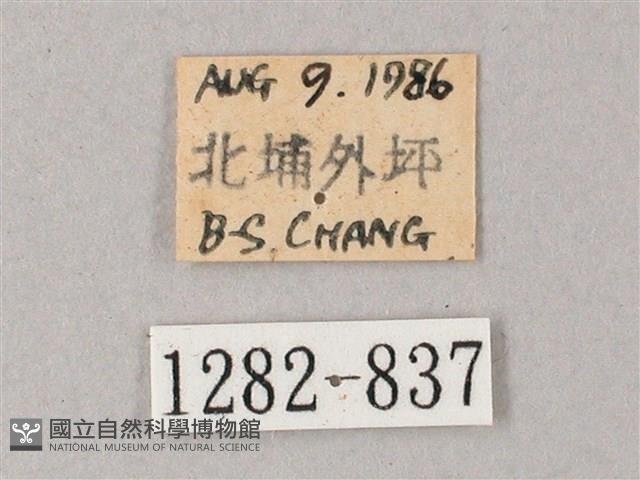 AUG 9. 1986
北埔外坪
B-S. CHANG
1282-837
國立自然科學博物館
NATIONAL MUSEUM OF NATURAL SCIENCE